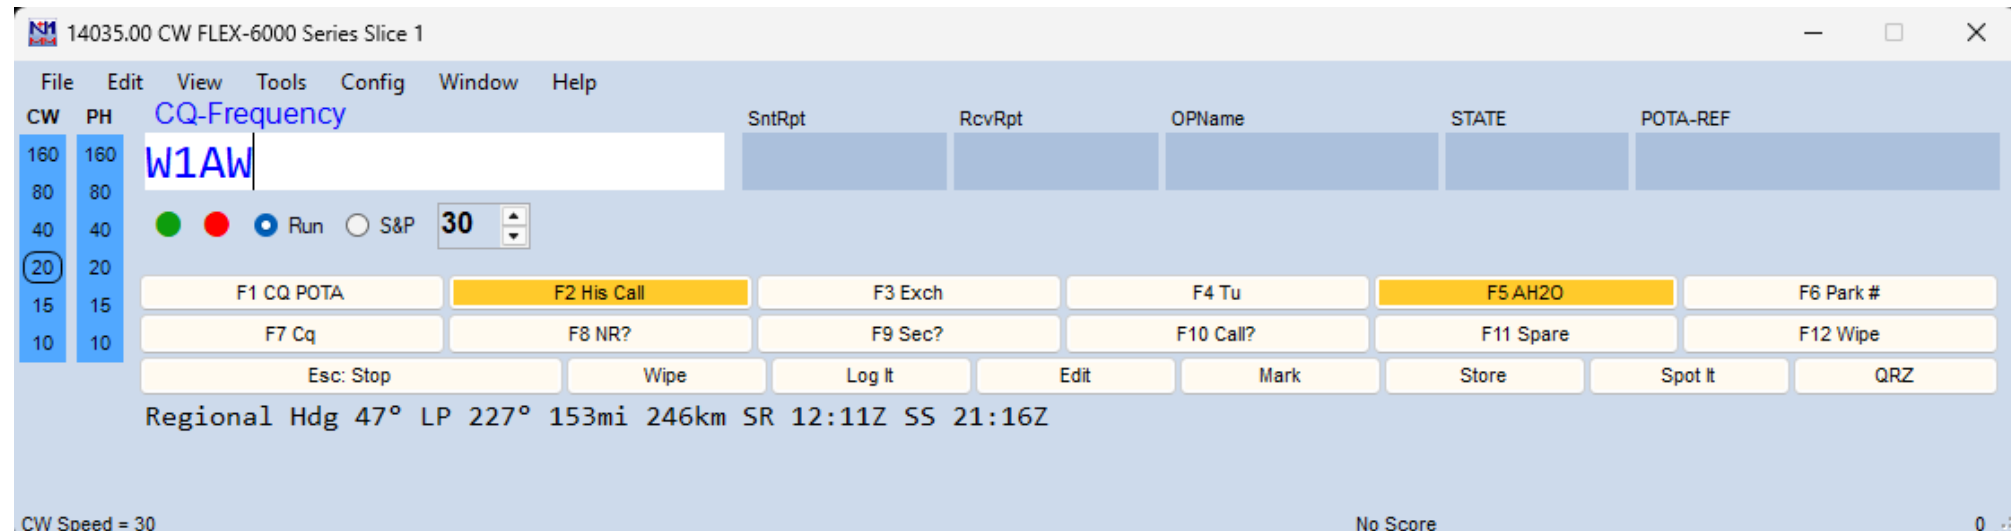 14035.00 CW FLEX-6000 Series Slice 1
File Edit View Tools Config Window Help
CW PH CQ-Frequency SntRpt RcvRpt OPName STATE POTA-REF
160 160 W1AW
80 80
40 40 Run S&P 30
20 20
F1 CQ POTA F2 His Call F3 Exch F4 Tu F5 AH2O F6 Park #
15 15
F7 Cq F8 NR? F9 Sec? F10 Call? F11 Spare F12 Wipe
10 10
Esc: Stop Wipe Log It Edit Mark Store Spot It QRZ
Regional Hdg 47° LP 227° 153mi 246km SR 12:11Z SS 21:16Z
CW Speed = 30 No Score 0